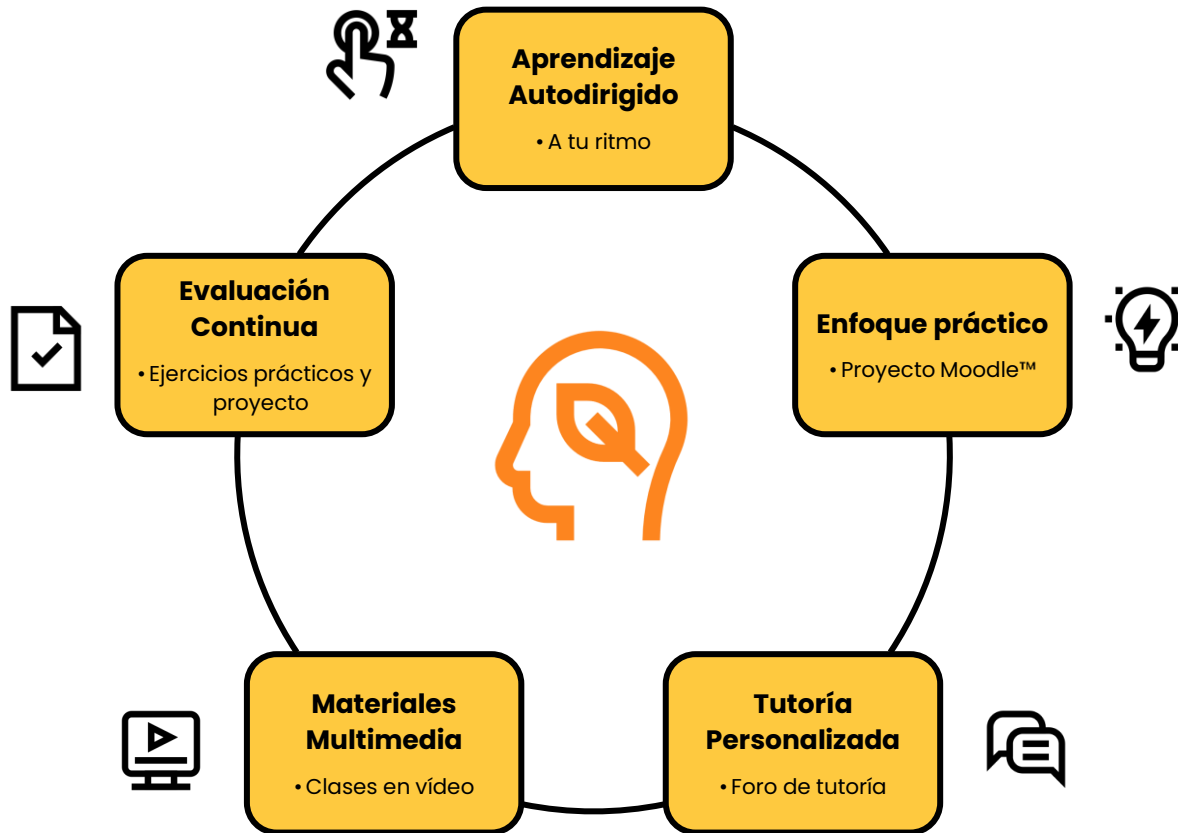 Aprendizaje
Autodirigido
• A tu ritmo
Enfoque práctico
• Proyecto Moodle™
Tutoría
Personalizada
• Foro de tutoría
Materiales
Multimedia
• Clases en vídeo
Evaluación
Continua
• Ejercicios prácticos y
proyecto